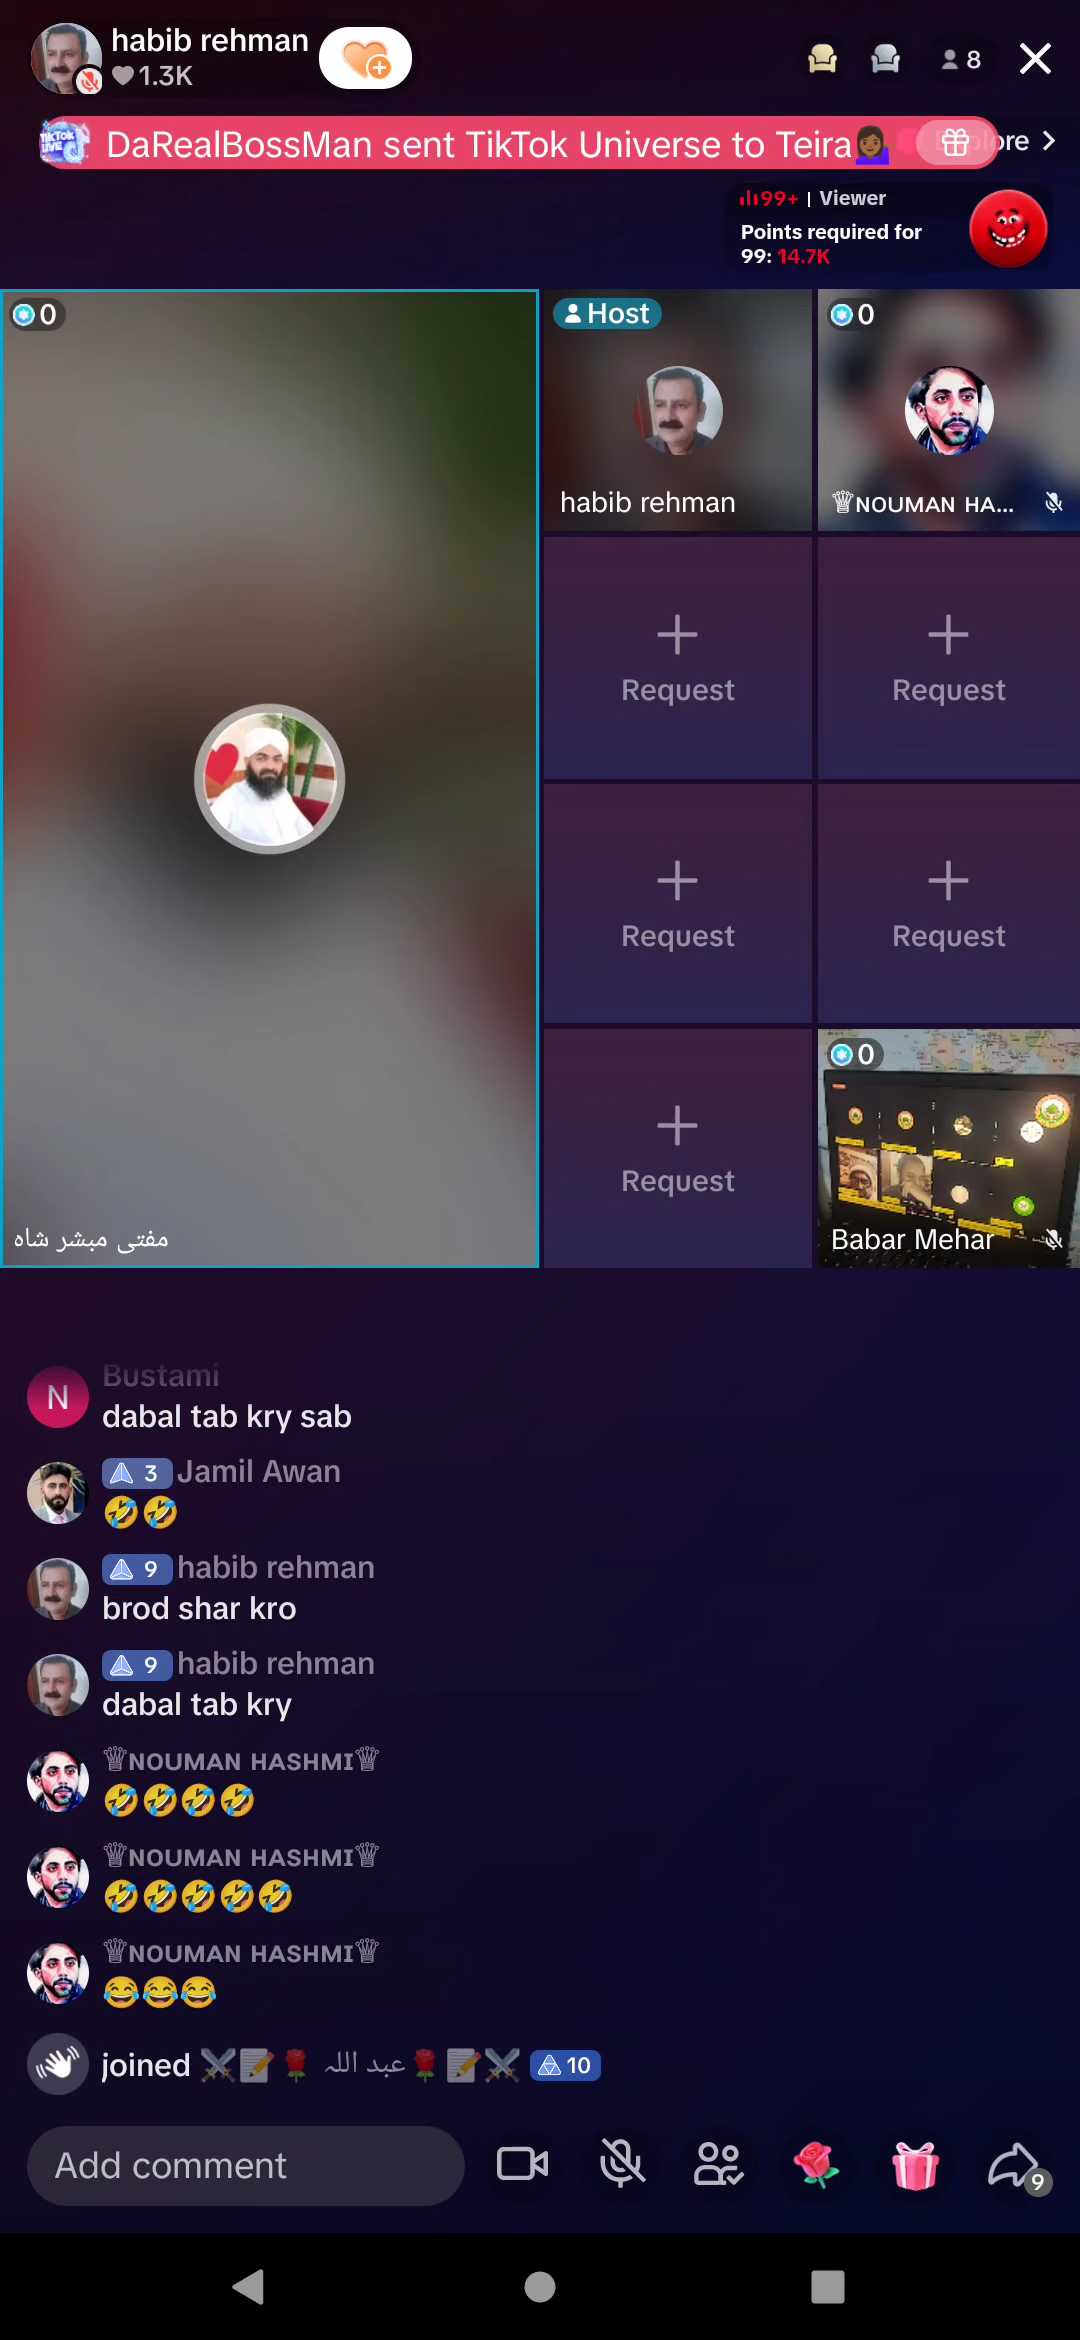 habib rehman
1.3K
8
DaRealBossMan sent TikTok Universe to Teira
ore
99+ | Viewer
Points required for
99: 14.7K
0
Host
0
habib rehman
♕NOUMAN HA...
Request
Request
Request
Request
Request
0
Babar Mehar
مفتی مبشر شاہ
Bustami
N
dabal tab kry sab
3 Jamil Awan
🤣🤣
9 habib rehman
brod shar kro
9 habib rehman
dabal tab kry
♕NOUMAN HASHMI♕
🤣🤣🤣🤣
♕NOUMAN HASHMI♕
🤣🤣🤣🤣🤣
♕NOUMAN HASHMI♕
😂😂😂
joined ⚔️📝🌹 عبد اللہ🌹📝⚔️ 10
Add comment
9